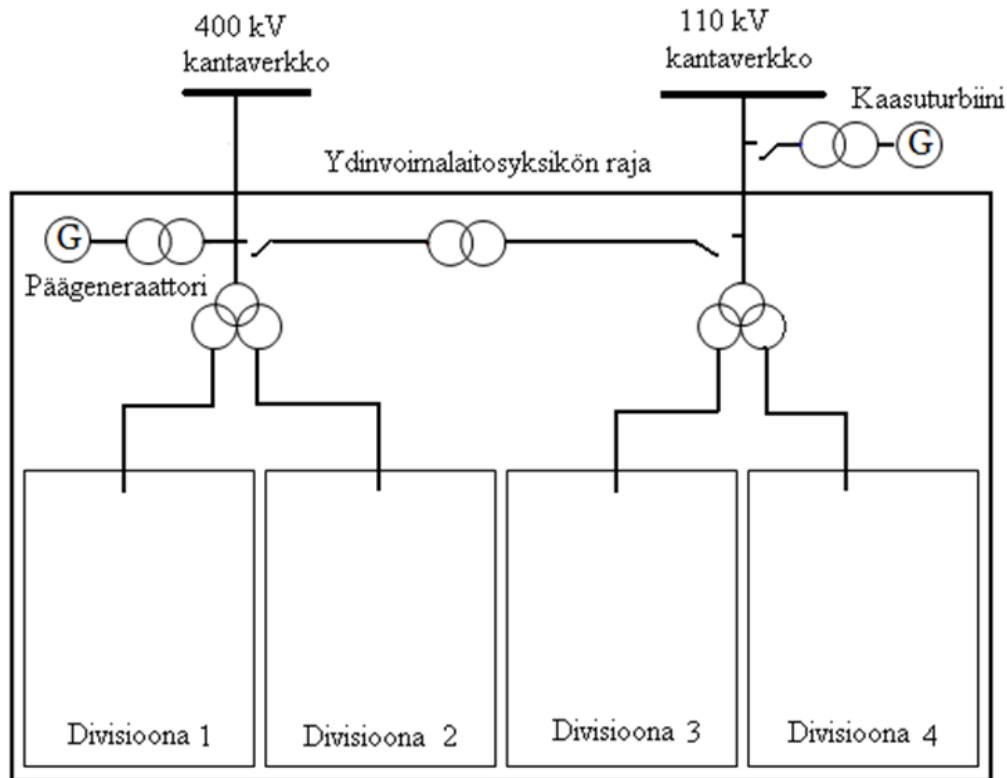 400 kV
kantaverkko
110 kV
kantaverkko
Kaasuturbiini
G
Ydinvoimalaitosyksikön raja
G
Päägeneraattori
Divisioona 1
Divisioona 2
Divisioona 3
Divisioona 4